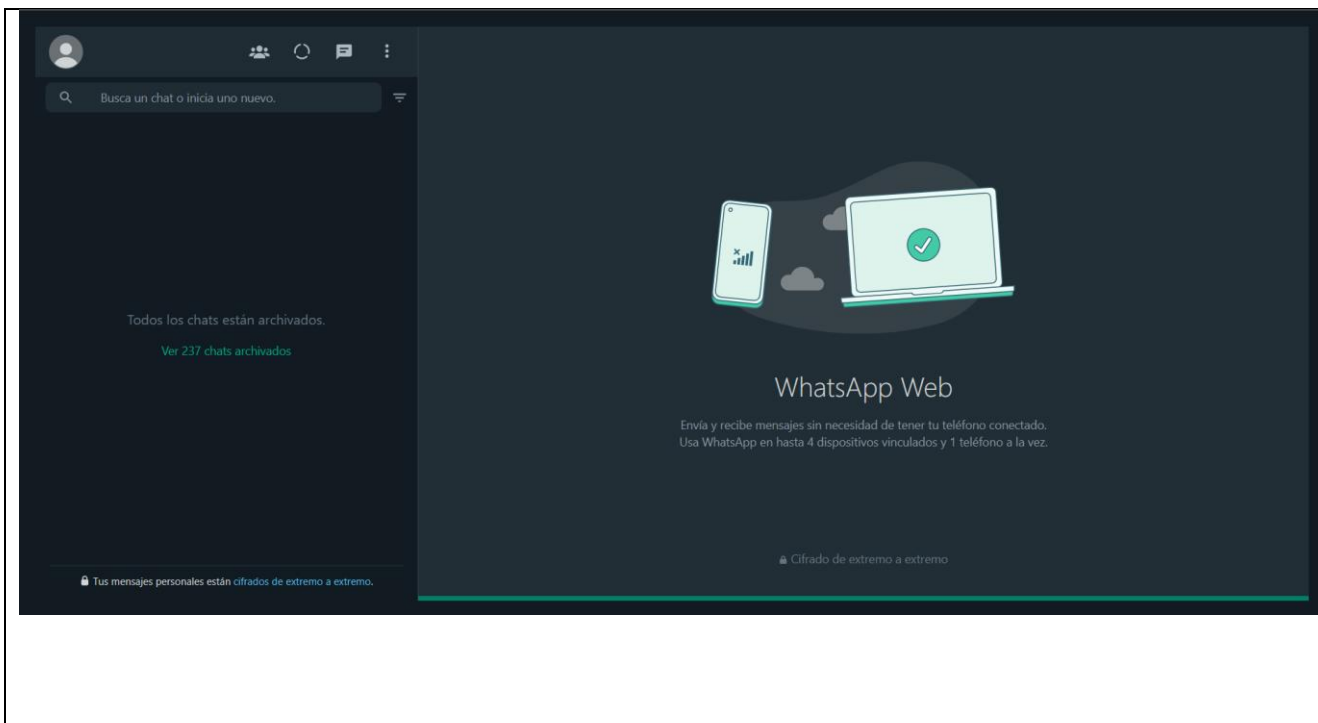 Busca un chat o inicia uno nuevo.
Todos los chats están archivados.
Ver 237 chats archivados
Tus mensajes personales están cifrados de extremo a extremo.
WhatsApp Web
Envía y recibe mensajes sin necesidad de tener tu teléfono conectado.
Usa WhatsApp en hasta 4 dispositivos vinculados y 1 teléfono a la vez.
Cifrado de extremo a extremo